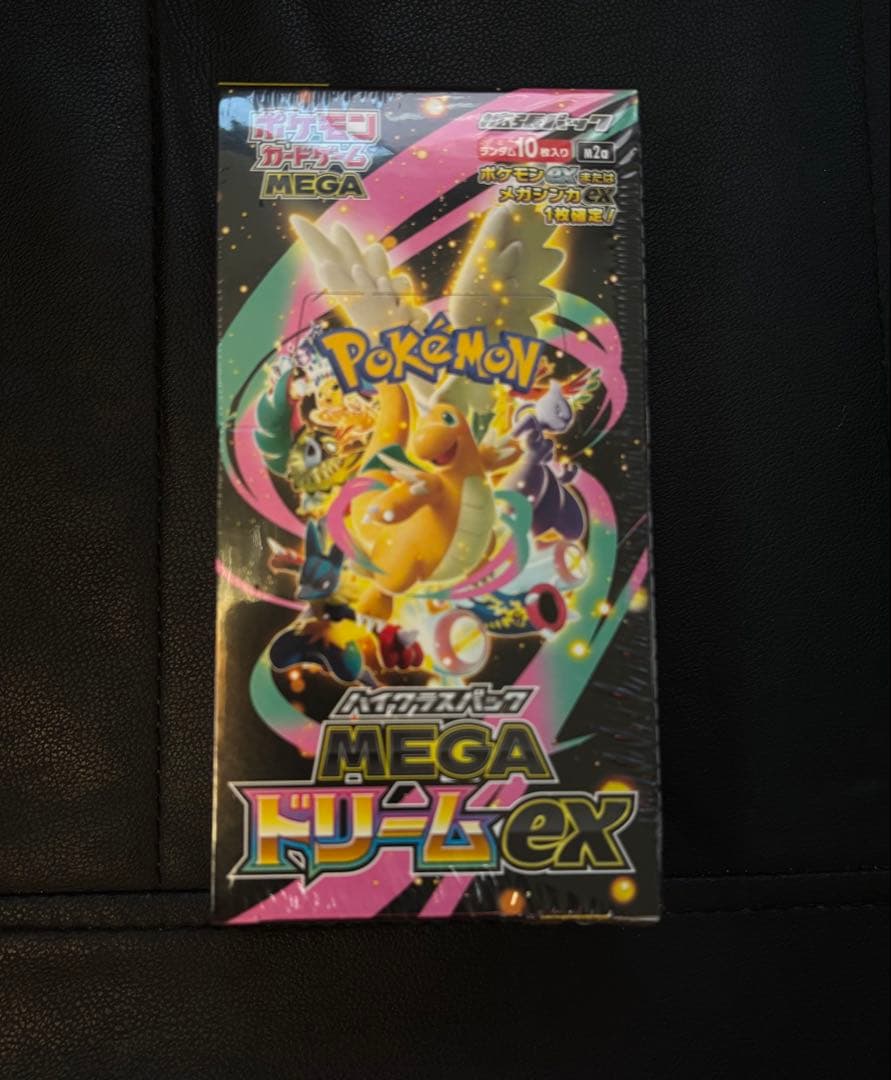 ポケモン
カードゲーム
MEGA
拡張パック
ランダム10枚入り
M2a
ポケモンexまたは
メガシンカex
1枚確定!
POKéMON
ハイクラスパック
MEGA
ドリームex